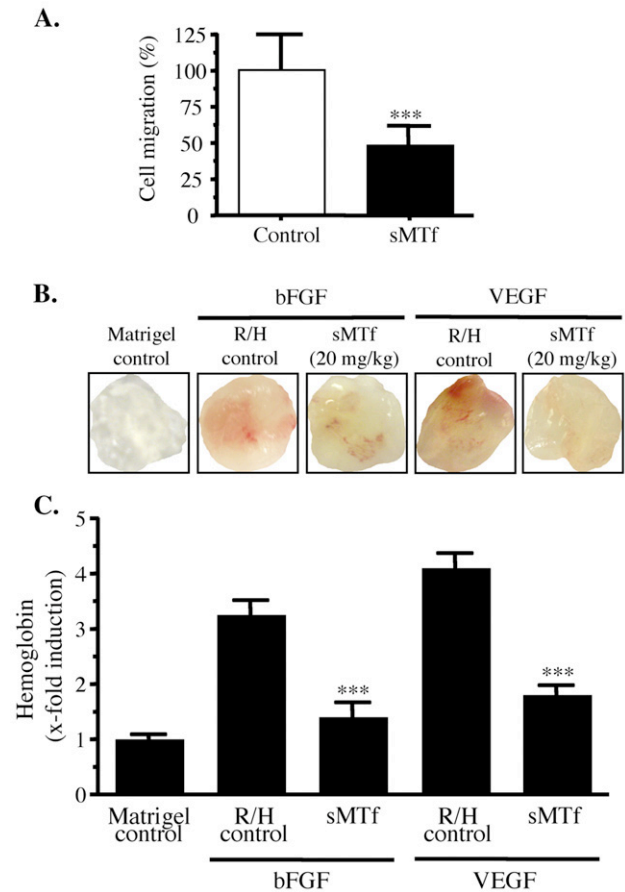 A.
Cell migration (%)
125
100
75
50
25
0
***
Control
sMTf
B.
bFGF
VEGF
Matrigel
control
R/H
control
sMTf
(20 mg/kg)
R/H
control
sMTf
(20 mg/kg)
C.
Hemoglobin
(x-fold induction)
5
4
3
2
1
0
***
***
Matrigel
control
R/H
control
sMTf
R/H
control
sMTf
bFGF
VEGF